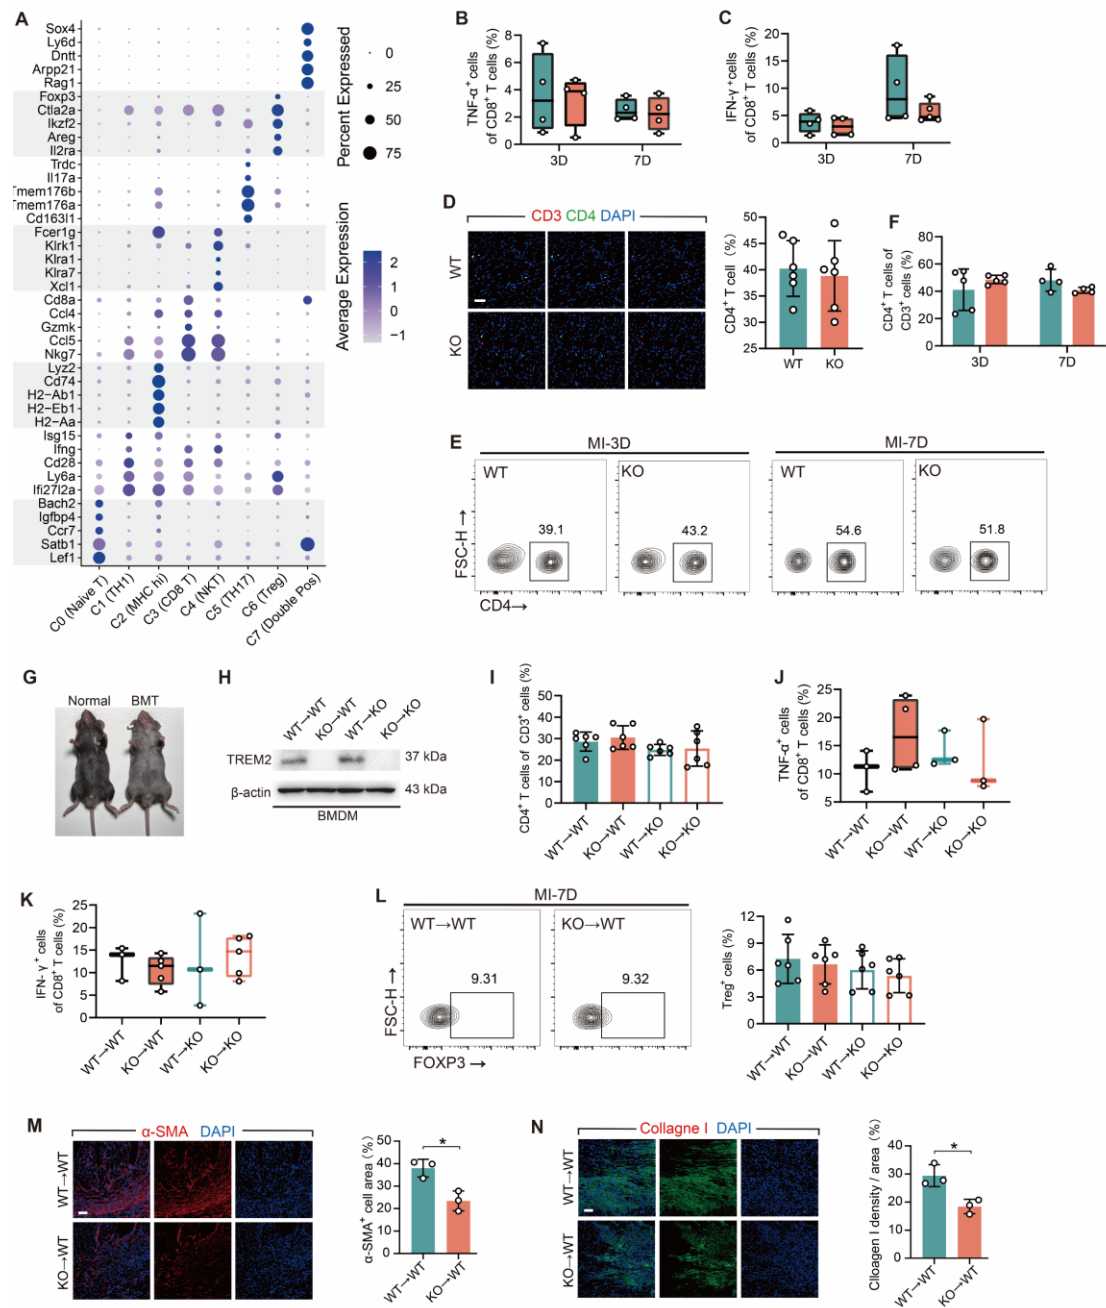 A
Sox4
Ly6d
Dntt
Arpp21
Rag1
Foxp3
Ctla2a
Ikzf2
Areg
Il2ra
Trdc
Il17a
Tmem176b
Tmem176a
Cd163l1
Fcer1g
Klrk1
Klra1
Klra7
Xcl1
Cd8a
Ccl4
Gzmk
Ccl5
Nkg7
Lyz2
Cd74
H2−Ab1
H2−Eb1
H2−Aa
Isg15
Ifng
Cd28
Ly6a
Ifi27l2a
Bach2
Igfbp4
Ccr7
Satb1
Lef1
C0 (Naive T)
C1 (TH1)
C2 (MHC hi)
C3 (CD8 T)
C4 (NKT)
C5 (TH17)
C6 (Treg)
C7 (Double Pos)
Percent Expressed
0
25
50
75
Average Expression
2
1
0
−1
B
TNF-α⁺ cells
of CD8⁺ T cells (%)
8
6
4
2
0
3D
7D
C
IFN-γ⁺cells
of CD8⁺ T cells (%)
20
15
10
5
0
3D
7D
D
CD3 CD4 DAPI
WT
KO
CD4⁺ T cell (%)
50
45
40
35
30
25
WT
KO
F
CD4⁺ T cells of
CD3⁺ cells (%)
80
60
40
20
0
3D
7D
E
MI-3D
MI-7D
WT
KO
WT
KO
39.1
43.2
54.6
51.8
FSC-H→
CD4→
G
Normal BMT
H
WT→WT
KO→WT
WT→KO
KO→KO
TREM2
37 kDa
β-actin
43 kDa
BMDM
I
CD4⁺ T cells of CD3⁺ cells (%)
50
40
30
20
10
0
WT→WT
KO→WT
WT→KO
KO→KO
J
TNF-α⁺ cells
of CD8⁺ T cells (%)
25
20
15
10
5
WT→WT
KO→WT
WT→KO
KO→KO
K
IFN- γ⁺ cells
of CD8⁺ T cells (%)
25
20
15
10
5
0
WT→WT
KO→WT
WT→KO
KO→KO
L
MI-7D
WT→WT
KO→WT
9.31
9.32
FSC-H→
FOXP3 →
Treg⁺ cells (%)
12
9
6
3
0
WT→WT
KO→WT
WT→KO
KO→KO
M
α-SMA DAPI
WT→WT
KO→WT
α-SMA⁺ cell area (%)
50
40
30
20
10
0
*
WT→WT
KO→WT
N
Collagne I DAPI
WT→WT
KO→WT
Clloagen I density / area (%)
40
30
20
10
0
*
WT→WT
KO→WT